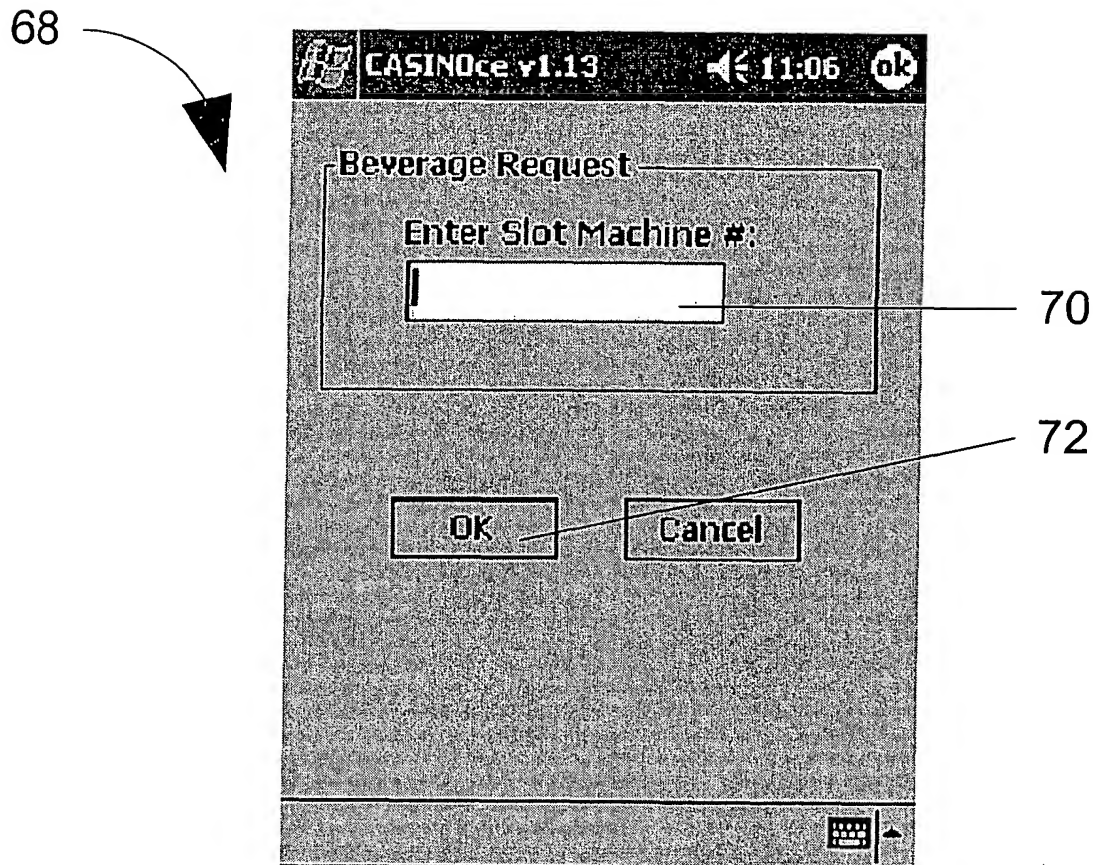 68
CASINOce v1.13 11:06 ok
Beverage Request
Enter Slot Machine #:
70
72
OK Cancel